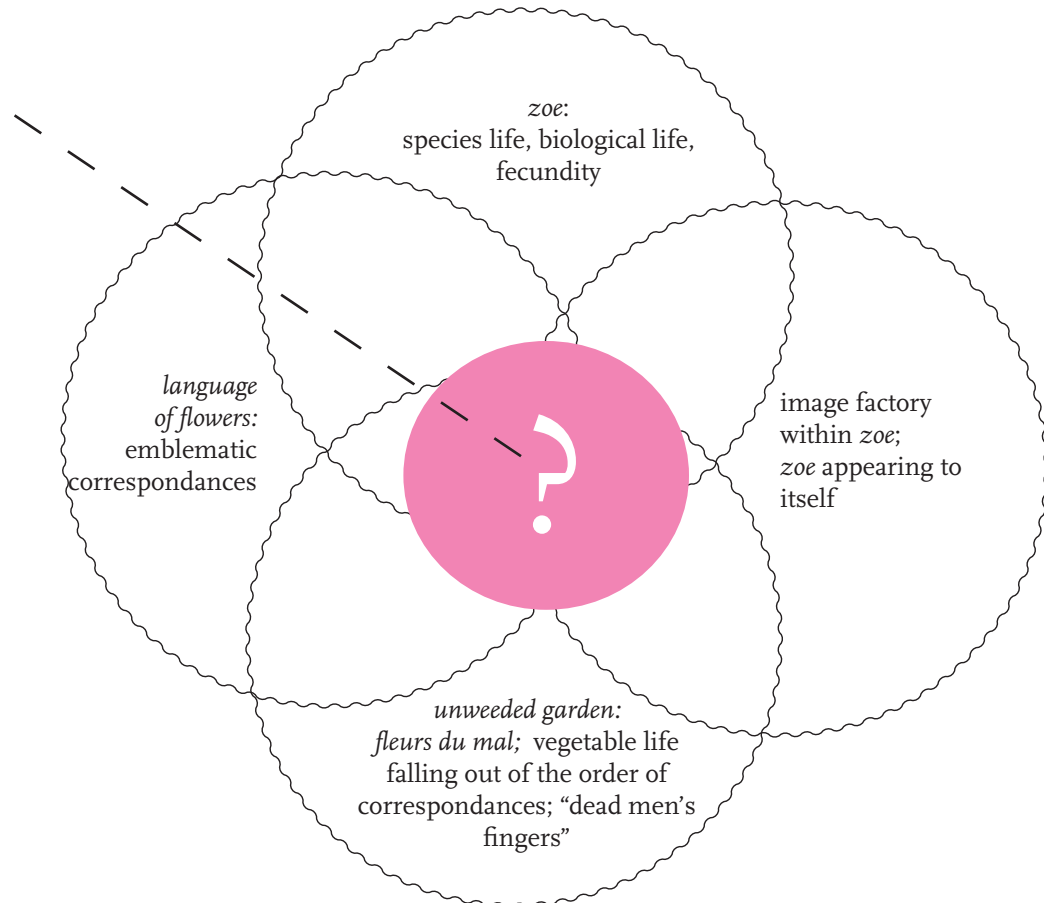 zoe:
species life, biological life,
fecundity
language
of flowers:
emblematic
correspondances
?
image factory
within zoe;
zoe appearing to
itself
unweeded garden:
fleurs du mal; vegetable life
falling out of the order of
correspondances; “dead men’s
fingers”